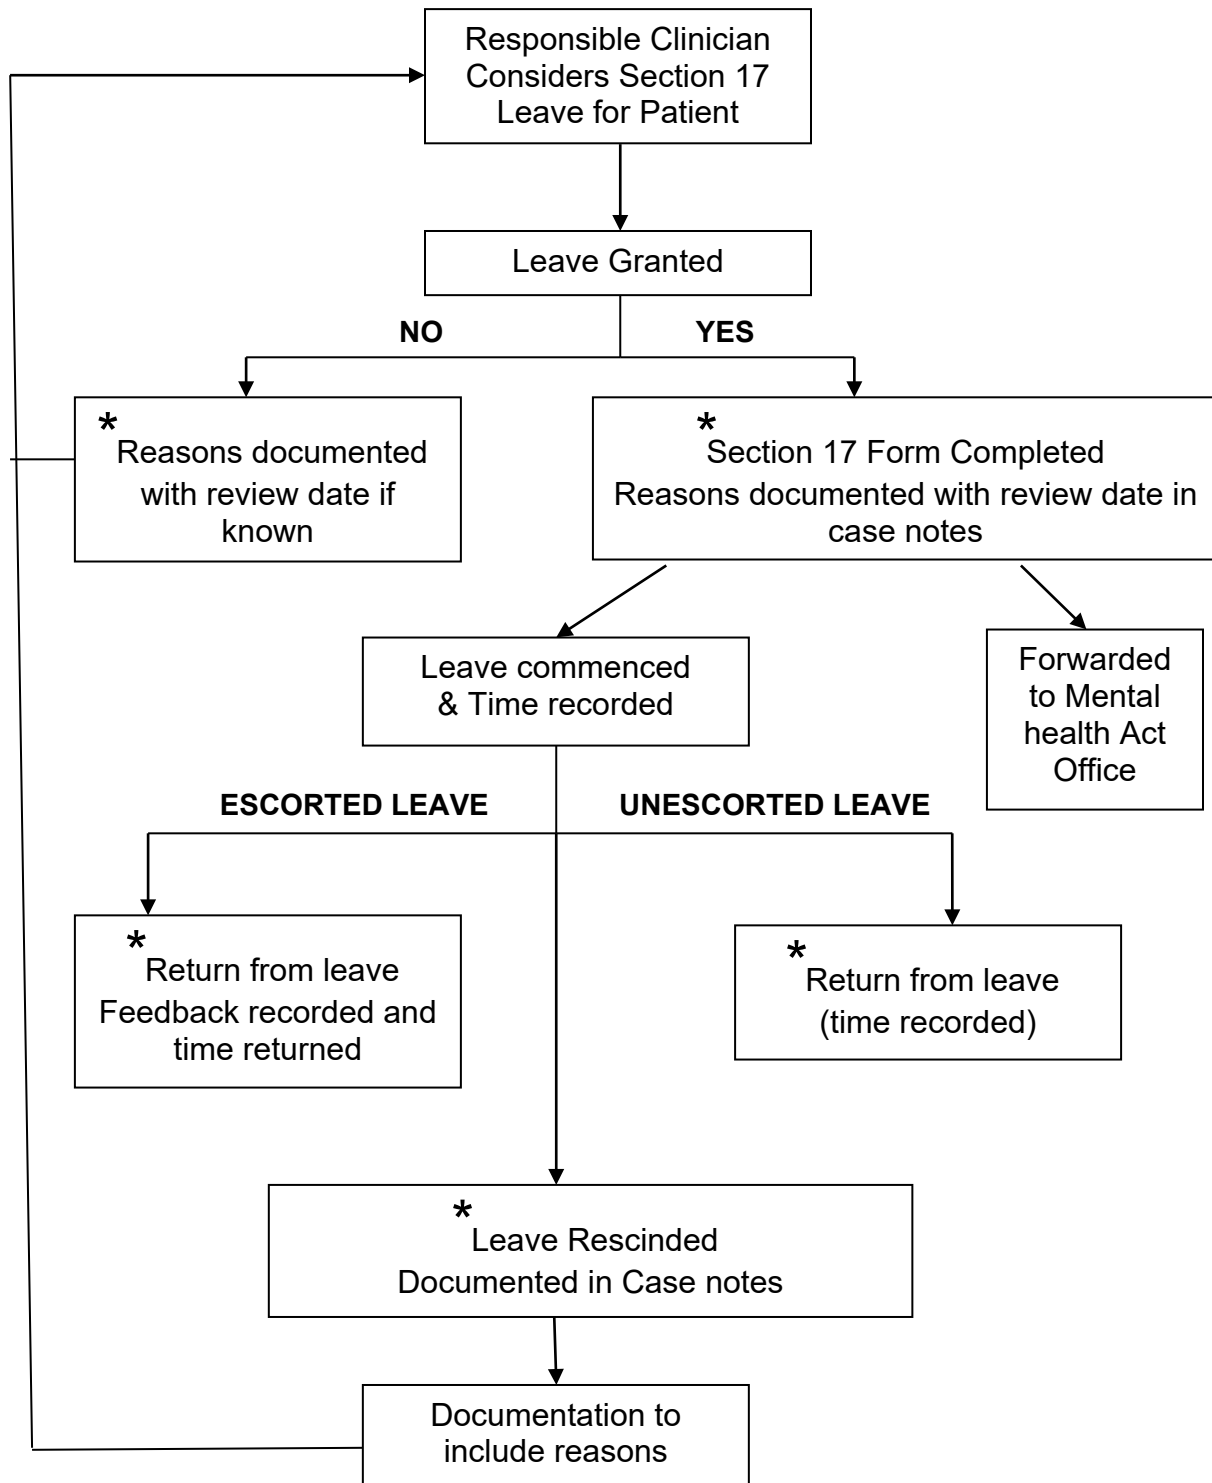 Responsible Clinician
Considers Section 17
Leave for Patient
Leave Granted
NO
YES
*Reasons documented
with review date if
known
*Section 17 Form Completed
Reasons documented with review date in
case notes
Leave commenced
& Time recorded
Forwarded
to Mental
health Act
Office
ESCORTED LEAVE
UNESCORTED LEAVE
*Return from leave
Feedback recorded and
time returned
*Return from leave
(time recorded)
*Leave Rescinded
Documented in Case notes
Documentation to
include reasons